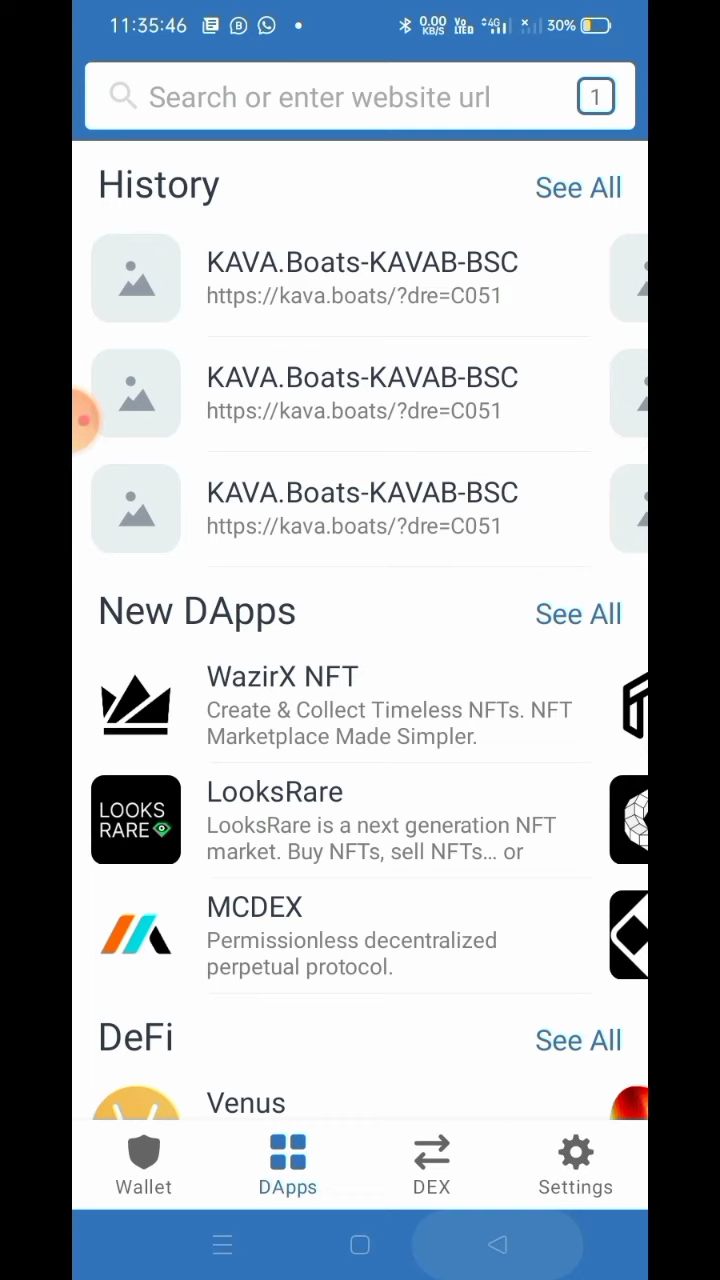 11:35:46 0.00 KB/S Vo LTED 4G 30%
Search or enter website url 1
History See All
KAVA.Boats-KAVAB-BSC
https://kava.boats/?dre=C051
KAVA.Boats-KAVAB-BSC
https://kava.boats/?dre=C051
KAVA.Boats-KAVAB-BSC
https://kava.boats/?dre=C051
New DApps See All
WazirX NFT
Create & Collect Timeless NFTs. NFT
Marketplace Made Simpler.
LOOKS
RARE
LooksRare
LooksRare is a next generation NFT
market. Buy NFTs, sell NFTs... or
MCDEX
Permissionless decentralized
perpetual protocol.
DeFi See All
Venus
Wallet DApps DEX Settings